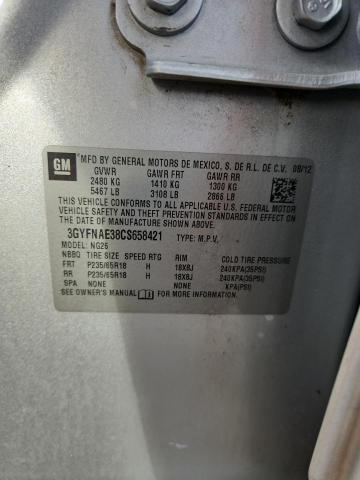 GM
MFD BY GENERAL MOTORS DE MEXICO, S. DE R.L. DE C.V. 08/12
GVWR GAWR FRT GAWR RR
2480 KG 1410 KG 1300 KG
5467 LB 3108 LB 2866 LB
THIS VEHICLE CONFORMS TO ALL APPLICABLE
U.S. FEDERAL MOTOR VEHICLE SAFETY AND
THEFT PREVENTION STANDARDS IN EFFECT ON
THE DATE OF MANUFACTURE SHOWN ABOVE.
3GYFNAE38CS658421 TYPE: M.P.V.
MODEL: NG26
NBBQ TIRE SIZE SPEED RTG RIM COLD TIRE PRESSURE
FRT P235/65R18 H 18X8J 240KPA(35PSI)
RR P235/65R18 H 18X8J 240KPA(35PSI)
SPA NONE NONE KPA(PSI)
SEE OWNER'S MANUAL FOR MORE INFORMATION.